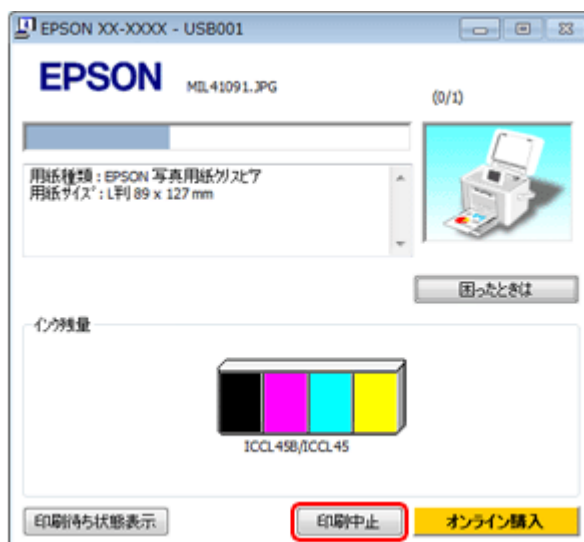 EPSON XX-XXXX - USB001
EPSON MIL41091.JPG
(0/1)
用紙種類 : EPSON 写真用紙クリスピア
用紙サイズ : L判 89 x 127 mm
困ったときは
インク残量
ICCL45B/ICCL45
印刷待ち状態表示 印刷中止 オンライン購入